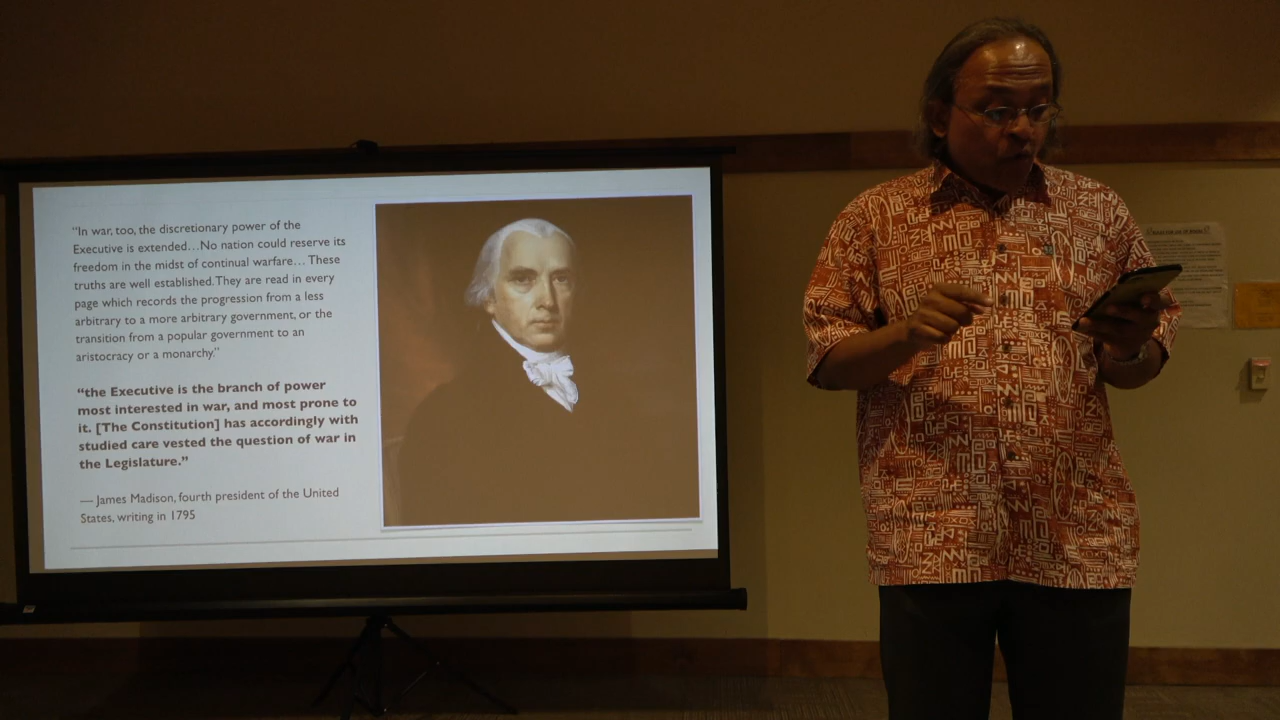 “In war, too, the discretionary power of the
Executive is extended…No nation could reserve its
freedom in the midst of continual warfare… These
truths are well established. They are read in every
page which records the progression from a less
arbitrary to a more arbitrary government, or the
transition from a popular government to an
aristocracy or a monarchy.”
“the Executive is the branch of power
most interested in war, and most prone to
it. [The Constitution] has accordingly with
studied care vested the question of war in
the Legislature.”
— James Madison, fourth president of the United
States, writing in 1795